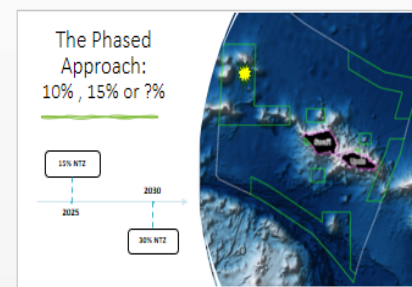 The Phased
Approach:
10% , 15% or ?%
15% NTZ
2030
2025
30% NTZ